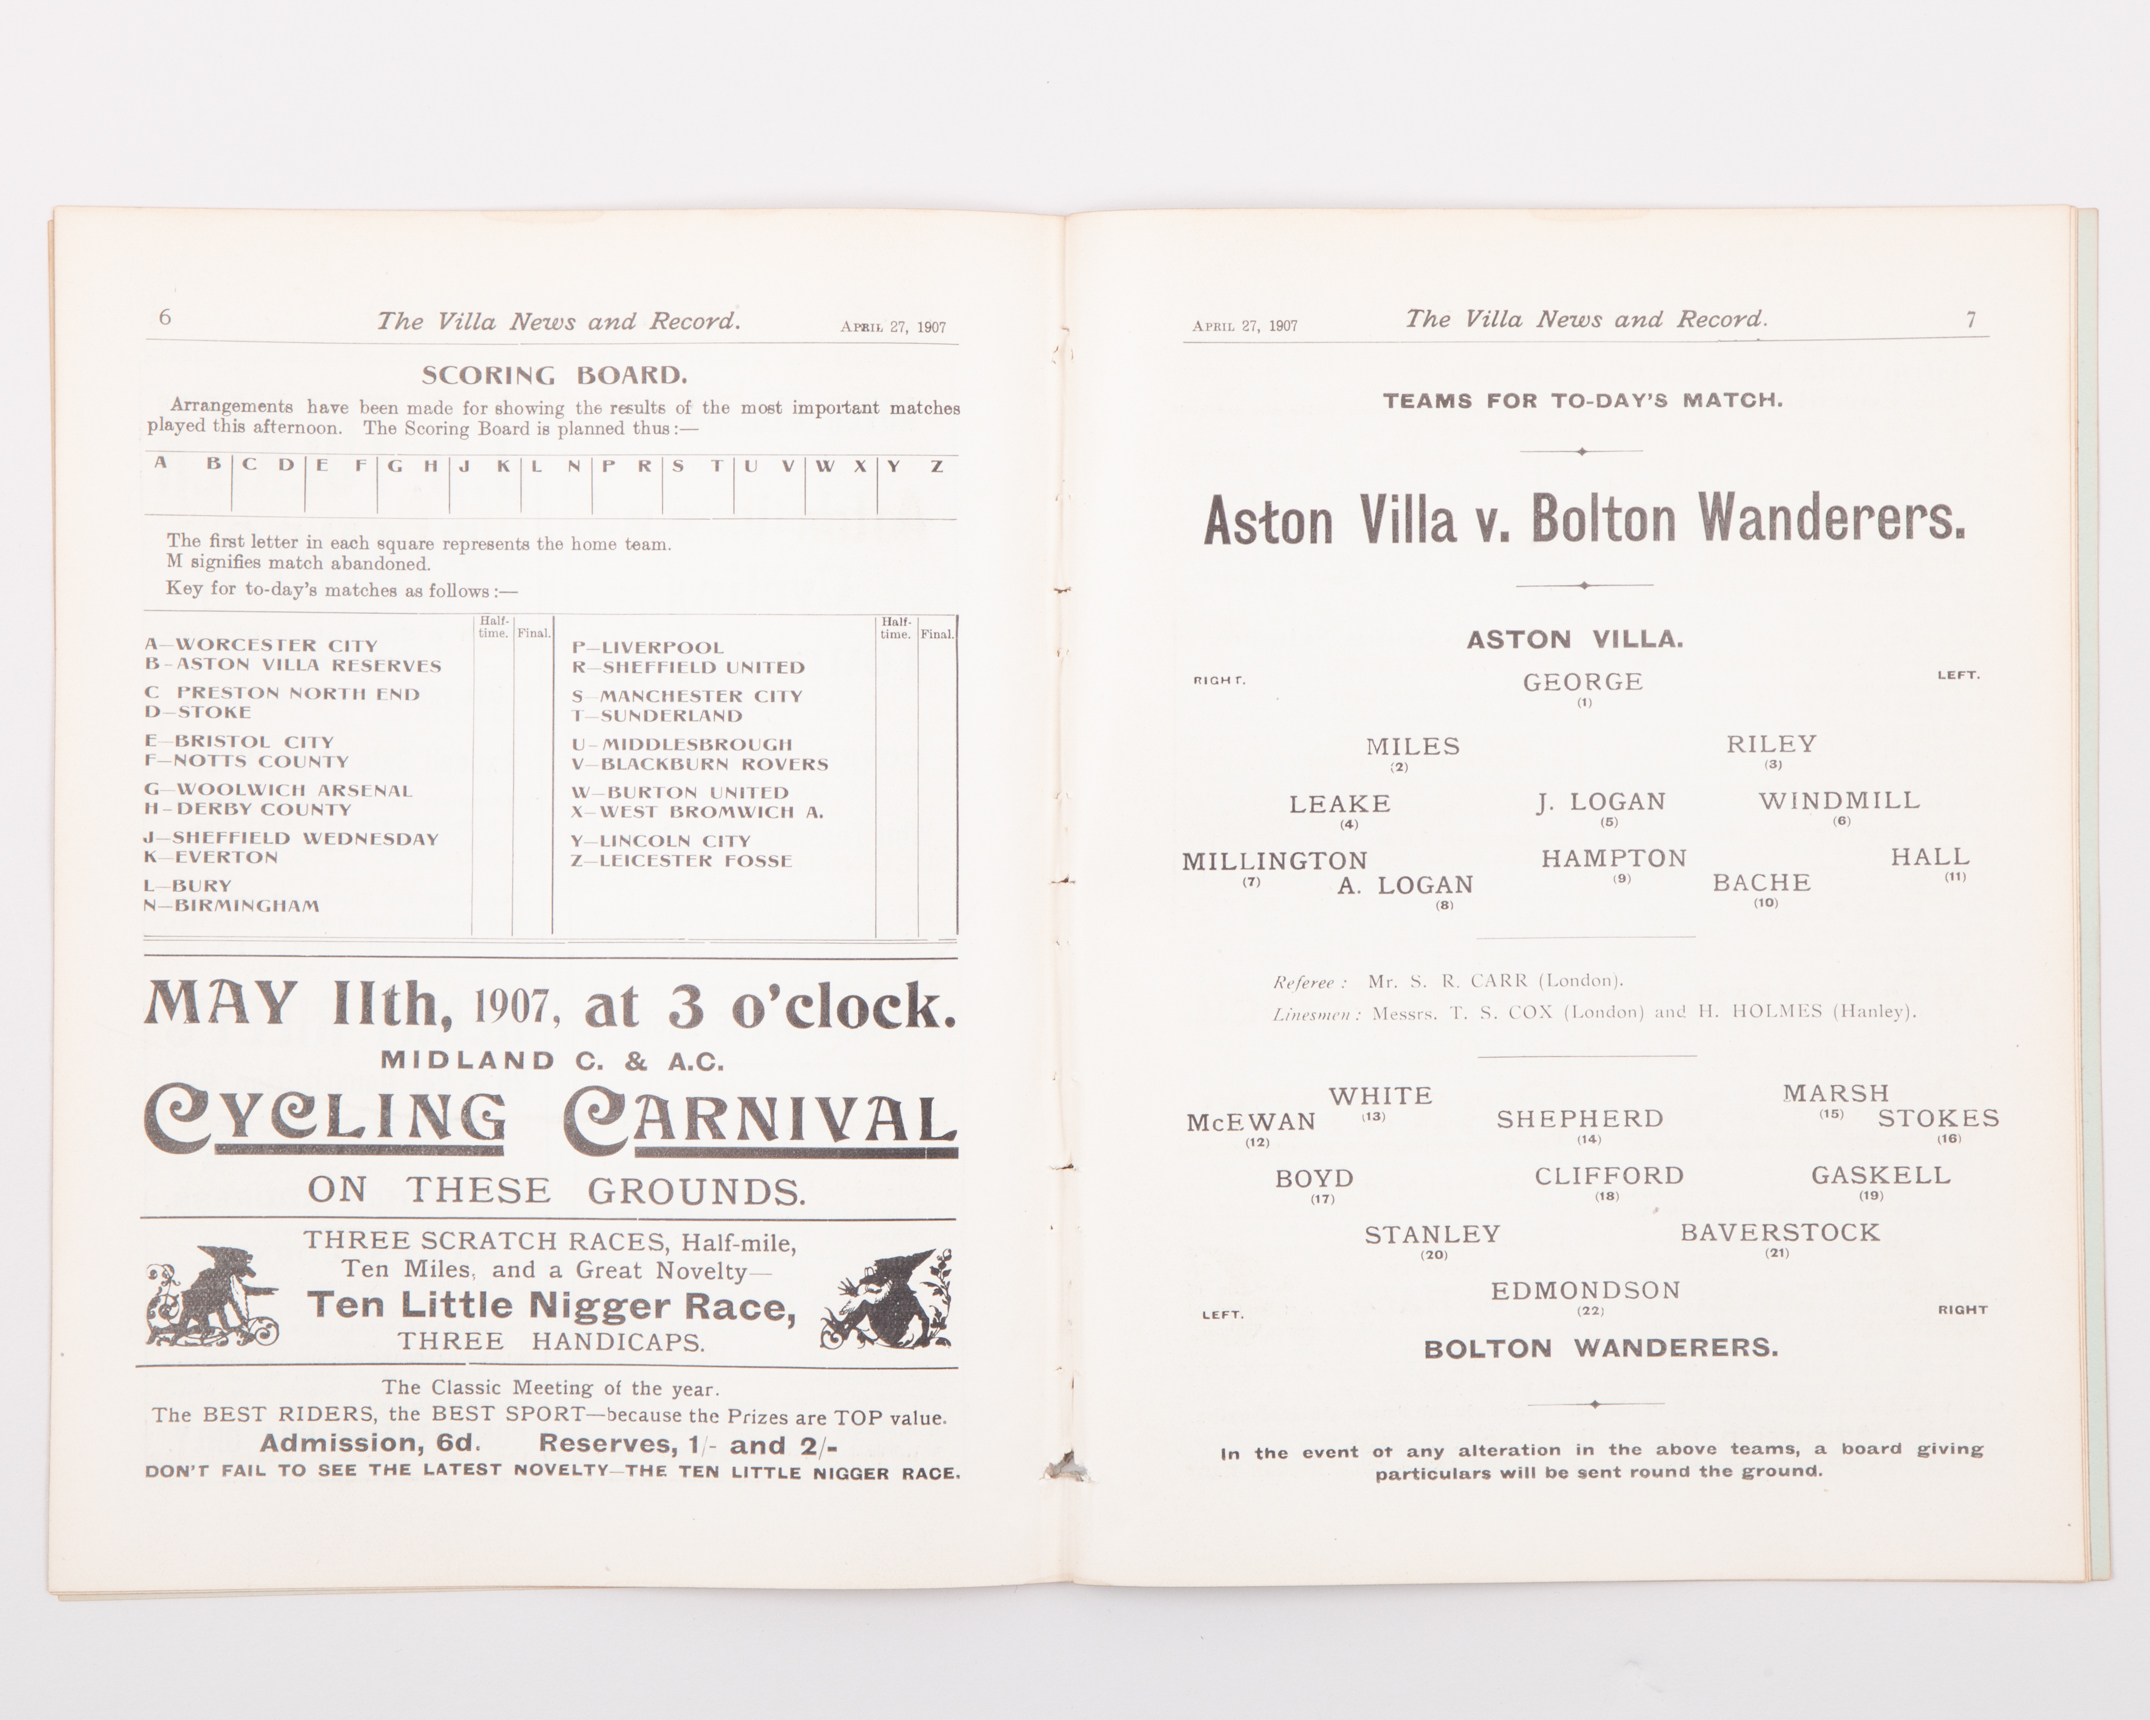 6 The Villa News and Record. APRIL 27, 1907
SCORING BOARD.
Arrangements have been made for showing the results of the most important matches
played this afternoon. The Scoring Board is planned thus :—
A B C D E F G H J K L N P R S T U V W X Y Z
The first letter in each square represents the home team.
M signifies match abandoned.
Key for to-day's matches as follows :—
Half-time. Final.
A—WORCESTER CITY
B-ASTON VILLA RESERVES
C PRESTON NORTH END
D—STOKE
E—BRISTOL CITY
F—NOTTS COUNTY
G—WOOLWICH ARSENAL
H-DERBY COUNTY
J—SHEFFIELD WEDNESDAY
K—EVERTON
L—BURY
N—BIRMINGHAM
Half-time. Final.
P—LIVERPOOL
R—SHEFFIELD UNITED
S—MANCHESTER CITY
T—SUNDERLAND
U-MIDDLESBROUGH
V—BLACKBURN ROVERS
W—BURTON UNITED
X—WEST BROMWICH A.
Y—LINCOLN CITY
Z—LEICESTER FOSSE
MAY 11th, 1907, at 3 o'clock.
MIDLAND C. & A.C.
CYCLING CARNIVAL
ON THESE GROUNDS.
THREE SCRATCH RACES, Half-mile,
Ten Miles, and a Great Novelty—
Ten Little Nigger Race,
THREE HANDICAPS.
The Classic Meeting of the year.
The BEST RIDERS, the BEST SPORT—because the Prizes are TOP value.
Admission, 6d. Reserves, 1/- and 2/-
DON'T FAIL TO SEE THE LATEST NOVELTY—THE TEN LITTLE NIGGER RACE.
APRIL 27, 1907 The Villa News and Record. 7
TEAMS FOR TO-DAY'S MATCH.
Aston Villa v. Bolton Wanderers.
ASTON VILLA.
RIGHT. GEORGE LEFT.
(1)
MILES RILEY
(2) (3)
LEAKE J. LOGAN WINDMILL
(4) (5) (6)
MILLINGTON HAMPTON HALL
(7) (9) (11)
A. LOGAN BACHE
(8) (10)
Referee : Mr. S. R. CARR (London).
Linesmen : Messrs. T. S. COX (London) and H. HOLMES (Hanley).
WHITE MARSH
(13) (15)
McEWAN SHEPHERD STOKES
(12) (14) (16)
BOYD CLIFFORD GASKELL
(17) (18) (19)
STANLEY BAVERSTOCK
(20) (21)
EDMONDSON
(22)
LEFT. RIGHT
BOLTON WANDERERS.
In the event of any alteration in the above teams, a board giving
particulars will be sent round the ground.